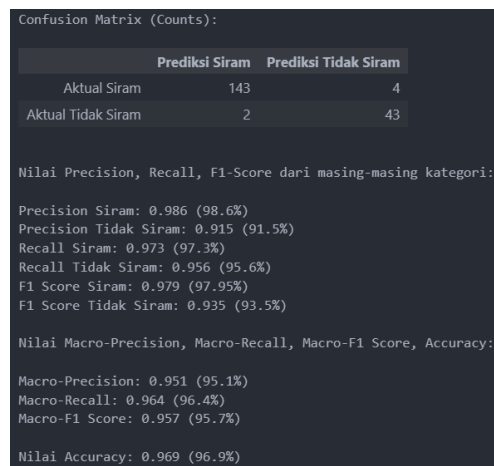 Confusion Matrix (Counts):
Prediksi Siram Prediksi Tidak Siram
Aktual Siram 143 4
Aktual Tidak Siram 2 43
Nilai Precision, Recall, F1-Score dari masing-masing kategori:
Precision Siram: 0.986 (98.6%)
Precision Tidak Siram: 0.915 (91.5%)
Recall Siram: 0.973 (97.3%)
Recall Tidak Siram: 0.956 (95.6%)
F1 Score Siram: 0.979 (97.95%)
F1 Score Tidak Siram: 0.935 (93.5%)
Nilai Macro-Precision, Macro-Recall, Macro-F1 Score, Accuracy:
Macro-Precision: 0.951 (95.1%)
Macro-Recall: 0.964 (96.4%)
Macro-F1 Score: 0.957 (95.7%)
Nilai Accuracy: 0.969 (96.9%)